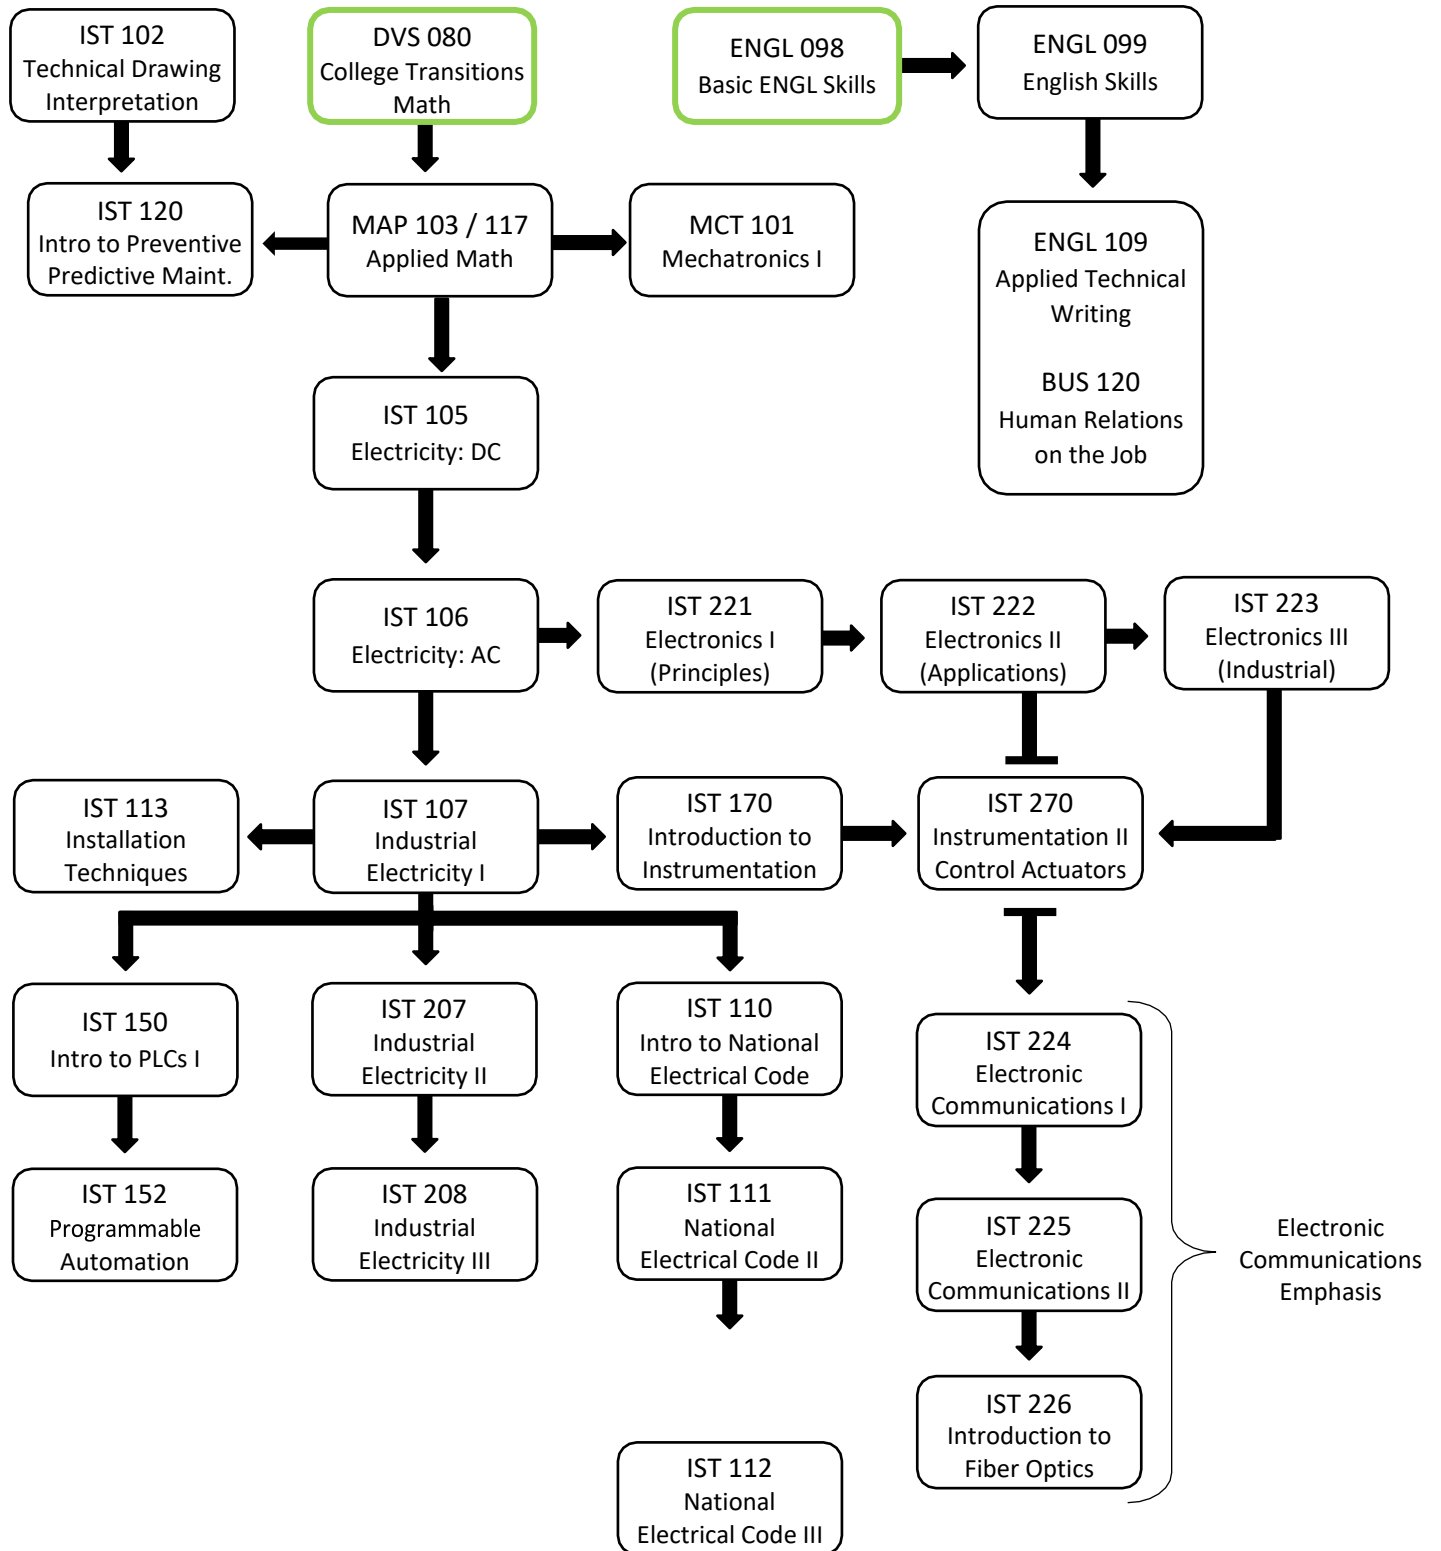 IST 102
Technical Drawing
Interpretation
DVS 080
College Transitions
Math
ENGL 098
Basic ENGL Skills
ENGL 099
English Skills
IST 120
Intro to Preventive
Predictive Maint.
MAP 103 / 117
Applied Math
MCT 101
Mechatronics I
ENGL 109
Applied Technical
Writing
BUS 120
Human Relations
on the Job
IST 105
Electricity: DC
IST 106
Electricity: AC
IST 221
Electronics I
(Principles)
IST 222
Electronics II
(Applications)
IST 223
Electronics III
(Industrial)
IST 113
Installation
Techniques
IST 107
Industrial
Electricity I
IST 170
Introduction to
Instrumentation
IST 270
Instrumentation II
Control Actuators
IST 150
Intro to PLCs I
IST 207
Industrial
Electricity II
IST 110
Intro to National
Electrical Code
IST 224
Electronic
Communications I
IST 152
Programmable
Automation
IST 208
Industrial
Electricity III
IST 111
National
Electrical Code II
IST 225
Electronic
Communications II
Electronic
Communications
Emphasis
IST 226
Introduction to
Fiber Optics
IST 112
National
Electrical Code III